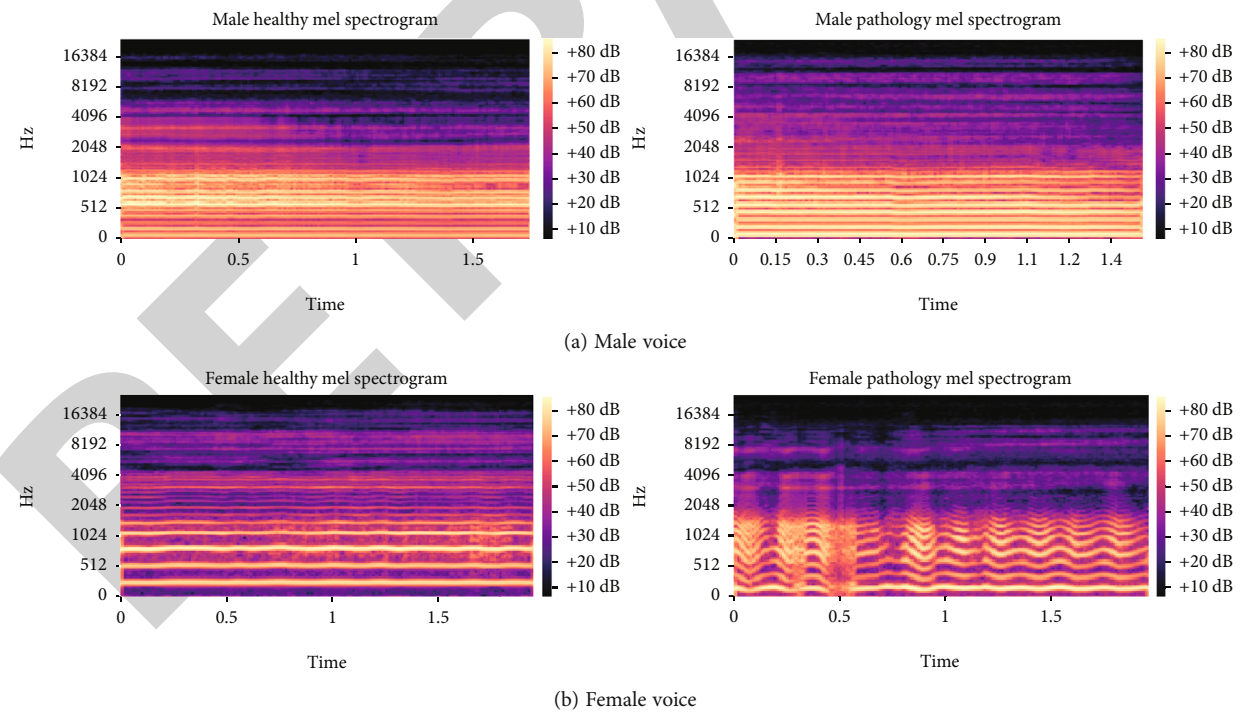 Male healthy mel spectrogram
Hz
16384
8192
4096
2048
1024
512
0
0 0.5 1 1.5
Time
+80 dB
+70 dB
+60 dB
+50 dB
+40 dB
+30 dB
+20 dB
+10 dB
Male pathology mel spectrogram
Hz
16384
8192
4096
2048
1024
512
0
0 0.15 0.3 0.45 0.6 0.75 0.9 1.1 1.2 1.4
Time
+80 dB
+70 dB
+60 dB
+50 dB
+40 dB
+30 dB
+20 dB
+10 dB
(a) Male voice
Female healthy mel spectrogram
Hz
16384
8192
4096
2048
1024
512
0
0 0.5 1 1.5
Time
+80 dB
+70 dB
+60 dB
+50 dB
+40 dB
+30 dB
+20 dB
+10 dB
Female pathology mel spectrogram
Hz
16384
8192
4096
2048
1024
512
0
0 0.5 1 1.5
Time
+80 dB
+70 dB
+60 dB
+50 dB
+40 dB
+30 dB
+20 dB
+10 dB
(b) Female voice